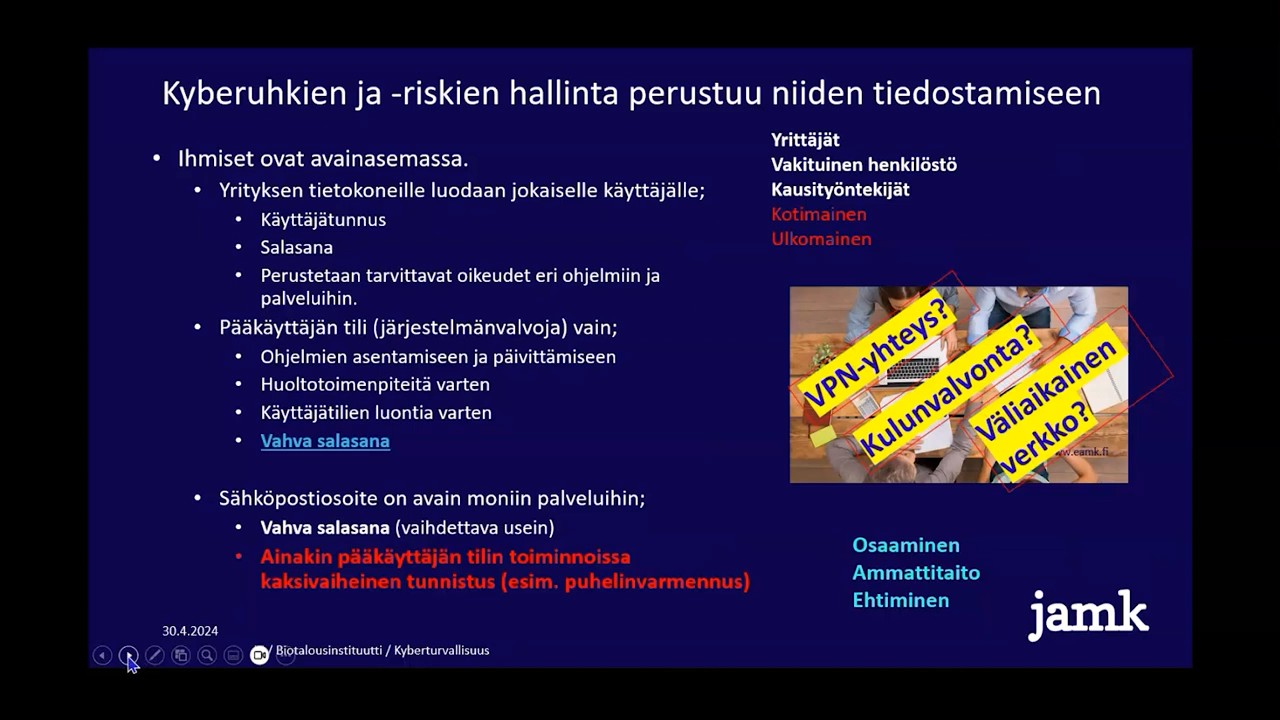 Kyberuhkien ja -riskien hallinta perustuu niiden tiedostamiseen
• Ihmiset ovat avainasemassa.
• Yrityksen tietokoneille luodaan jokaiselle käyttäjälle;
• Käyttäjätunnus
• Salasana
• Perustetaan tarvittavat oikeudet eri ohjelmiin ja
palveluihin.
• Pääkäyttäjän tili (järjestelmänvalvoja) vain;
• Ohjelmien asentamiseen ja päivittämiseen
• Huoltotoimenpiteitä varten
• Käyttäjätilien luontia varten
• Vahva salasana
• Sähköpostiosoite on avain moniin palveluihin;
• Vahva salasana (vaihdettava usein)
• Ainakin pääkäyttäjän tilin toiminnoissa
kaksivaiheinen tunnistus (esim. puhelinvarmennus)
Yrittäjät
Vakituinen henkilöstö
Kausityöntekijät
Kotimainen
Ulkomainen
VPN-yhteys?
Kulunvalvonta?
Väliaikainen
verkko?
Osaaminen
Ammattitaito
Ehtiminen
jamk
30.4.2024
/ Biotalousinstituutti / Kyberturvallisuus